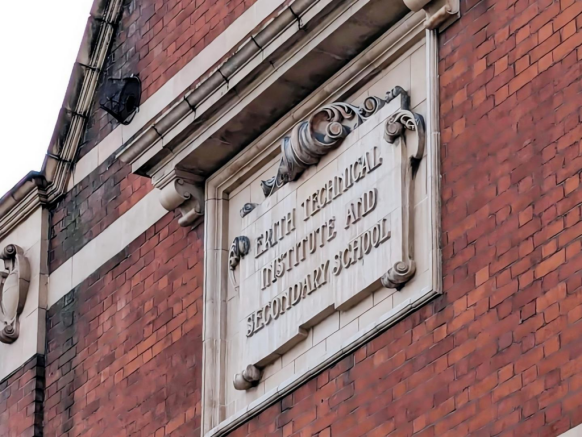 ERITH TECHNICAL
INSTITUTE AND
SECONDARY SCHOOL